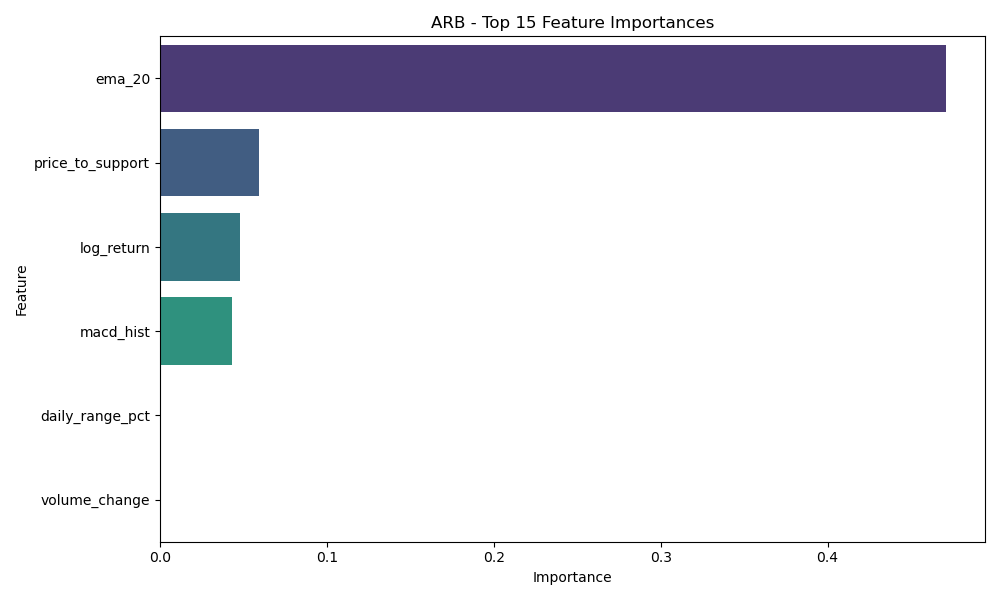 ARB - Top 15 Feature Importances
ema_20
price_to_support
log_return
macd_hist
daily_range_pct
volume_change
Feature
0.0 0.1 0.2 0.3 0.4
Importance